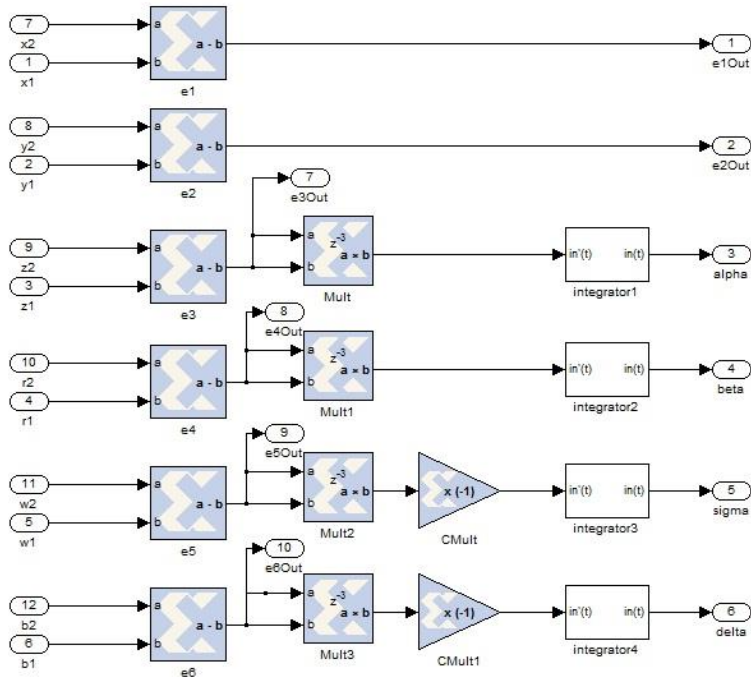 7
x2
1
x1
a
b
a - b
e1
1
e1Out
8
y2
2
y1
a
b
a - b
e2
2
e2Out
7
e3Out
9
z2
3
z1
a
b
a - b
e3
a
b
z-3
a × b
Mult
in'(t) in(t)
integrator1
3
alpha
8
e4Out
10
r2
4
r1
a
b
a - b
e4
a
b
z-3
a × b
Mult1
in'(t) in(t)
integrator2
4
beta
9
e5Out
11
w2
5
w1
a
b
a - b
e5
a
b
z-3
a × b
Mult2
x (-1)
CMult
in'(t) in(t)
integrator3
5
sigma
10
e6Out
12
b2
6
b1
a
b
a - b
e6
a
b
z-3
a × b
Mult3
x (-1)
CMult1
in'(t) in(t)
integrator4
6
delta